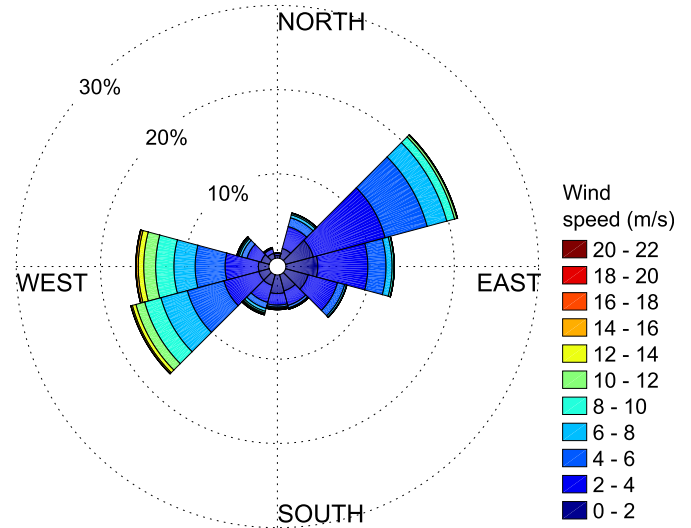 NORTH
30%
20%
10%
WEST
EAST
SOUTH
Wind
speed (m/s)
20 - 22
18 - 20
16 - 18
14 - 16
12 - 14
10 - 12
8 - 10
6 - 8
4 - 6
2 - 4
0 - 2